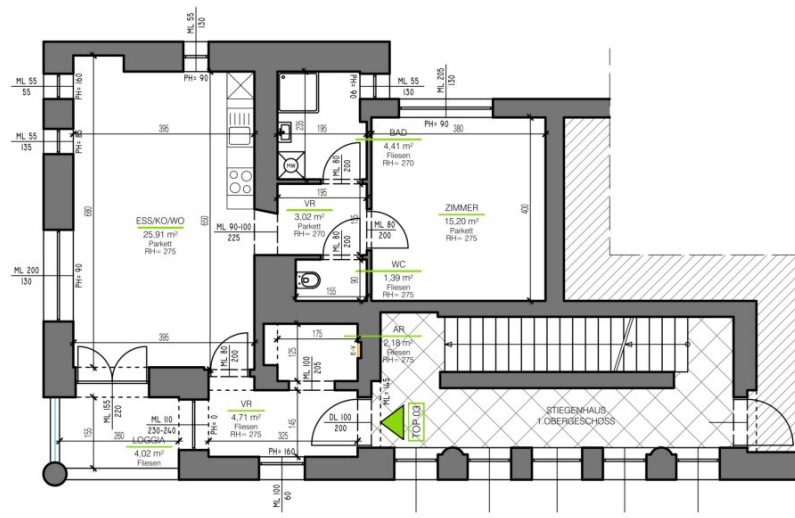 ML 55
130
PH= 90
ML 55
55
PH= 160
ML 55
135
PH= 85
ML 200
130
PH= 90
395
680
650
ESS/KO/WO
25,91 m²
Parkett
RH= 275
395
235
195
MW
PH= 90
ML 55
130
BAD
4,41 m²
Fliesen
RH= 270
ML 80
200
ML 205
130
PH= 90
380
400
ZIMMER
15,20 m²
Parkett
RH= 275
195
VR
3,02 m²
Parkett
RH= 270
155
ML 90-100
225
ML 80
200
ML 80
200
WC
1,39 m²
Fliesen
RH= 275
90
155
AR
2,18 m²
Fliesen
RH= 275
175
125
E-V
ML 100
205
ML 80
200
ML 155
220
ML 110
230-240
PH= 0
VR
4,71 m²
Fliesen
RH= 275
145
325
PH= 160
ML 100
60
DL 100
200
ML=145
TOP 03
STIEGENHAUS
1.OBERGESCHOSS
155
260
LOGGIA
4,02 m²
Fliesen